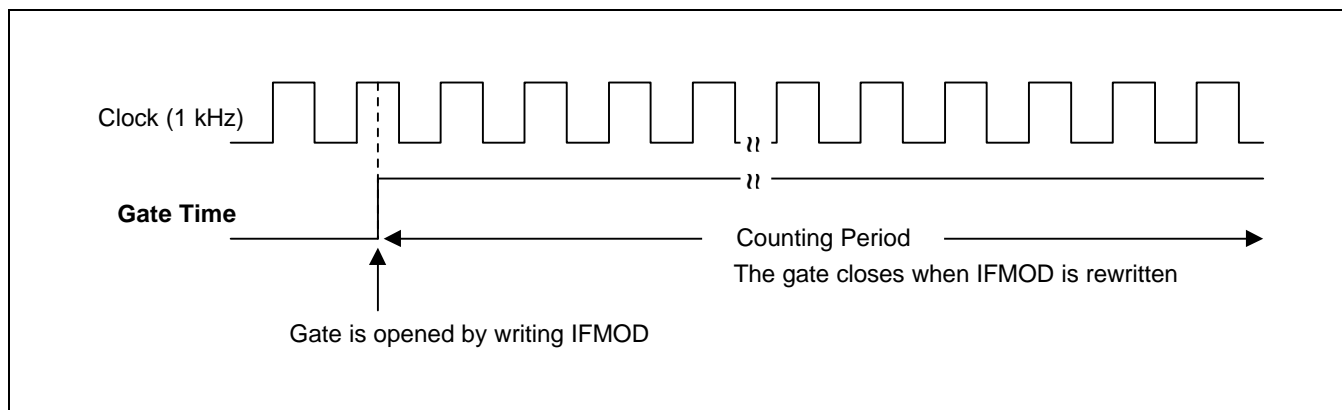 Clock (1 kHz)
Gate Time
Counting Period
The gate closes when IFMOD is rewritten
Gate is opened by writing IFMOD